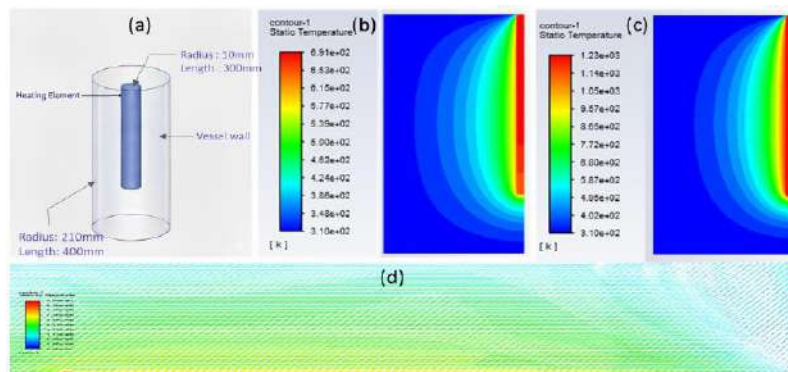 (a)
Radius : 10mm
Length : 300mm
Heating Element
Vessel wall
Radius: 210mm
Length: 400mm
(b)
contour-1
Static Temperature
6.91e+02
6.53e+02
6.15e+02
5.77e+02
5.39e+02
5.00e+02
4.62e+02
4.24e+02
3.86e+02
3.48e+02
3.10e+02
[ k ]
(c)
contour-1
Static Temperature
1.23e+03
1.14e+03
1.05e+03
9.57e+02
8.65e+02
7.72e+02
6.80e+02
5.87e+02
4.95e+02
4.02e+02
3.10e+02
[ k ]
(d)